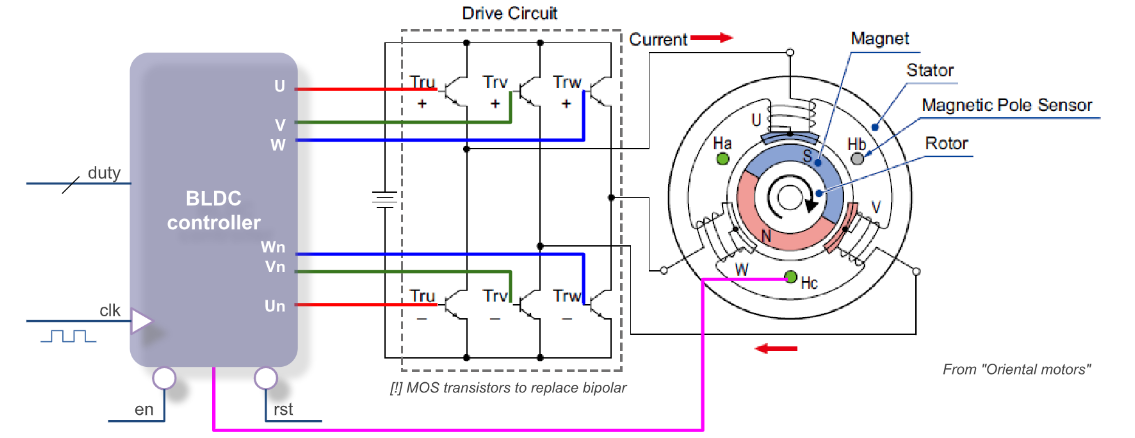 Drive Circuit
Current
Magnet
Stator
Magnetic Pole Sensor
Rotor
U
V
W
Tru
+
Trv
+
Trw
+
duty
BLDC
controller
Wn
Vn
Un
clk
Tru
–
Trv
–
Trw
–
U
Ha
Hb
S
N
V
W
Hc
en
rst
[!] MOS transistors to replace bipolar
From "Oriental motors"